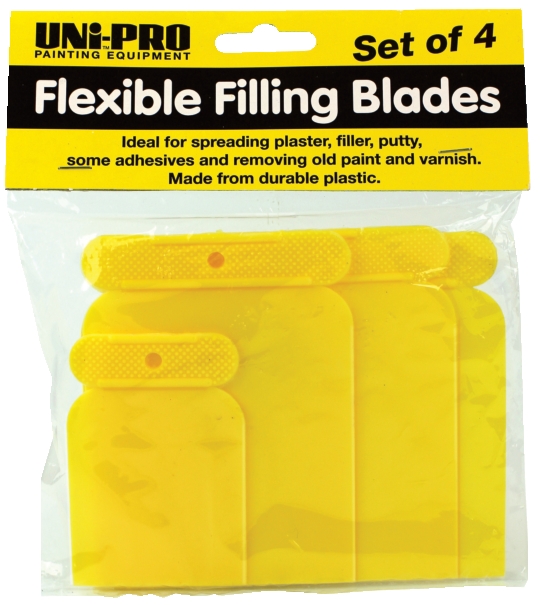 UNi-PRO™
PAINTING EQUIPMENT
Set of 4
Flexible Filling Blades
Ideal for spreading plaster, filler, putty,
some adhesives and removing old paint and varnish.
Made from durable plastic.